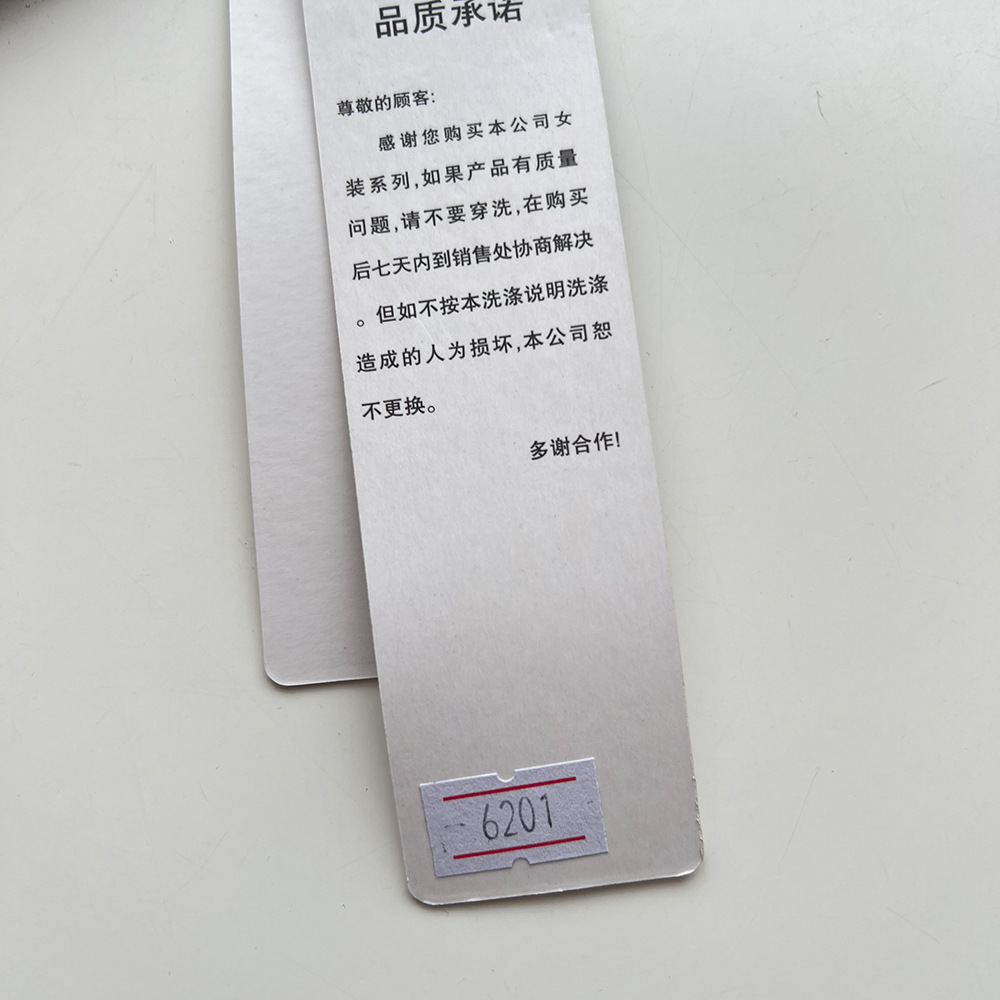 品质承诺
尊敬的顾客:
感谢您购买本公司女
装系列,如果产品有质量
问题,请不要穿洗,在购买
后七天内到销售处协商解决
。但如不按本洗涤说明洗涤
造成的人为损坏,本公司恕
不更换。
多谢合作!
6201